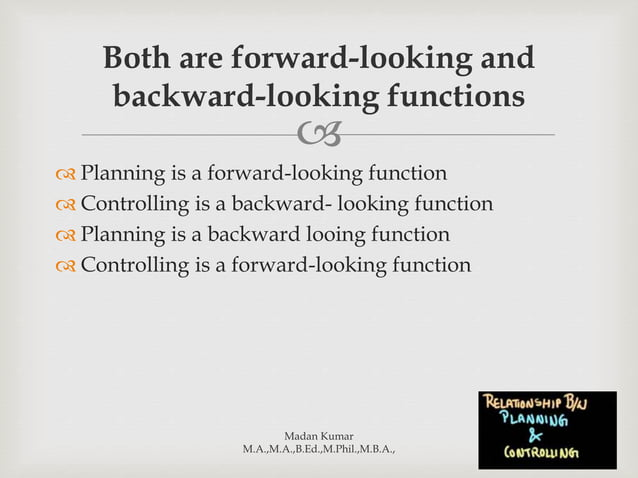 Both are forward-looking and
backward-looking functions
Planning is a forward-looking function
Controlling is a backward- looking function
Planning is a backward looing function
Controlling is a forward-looking function
Madan Kumar
M.A.,M.A.,B.Ed.,M.Phil.,M.B.A.,
RELATIONSHIP B/W
PLANNING
&
CONTROLLING